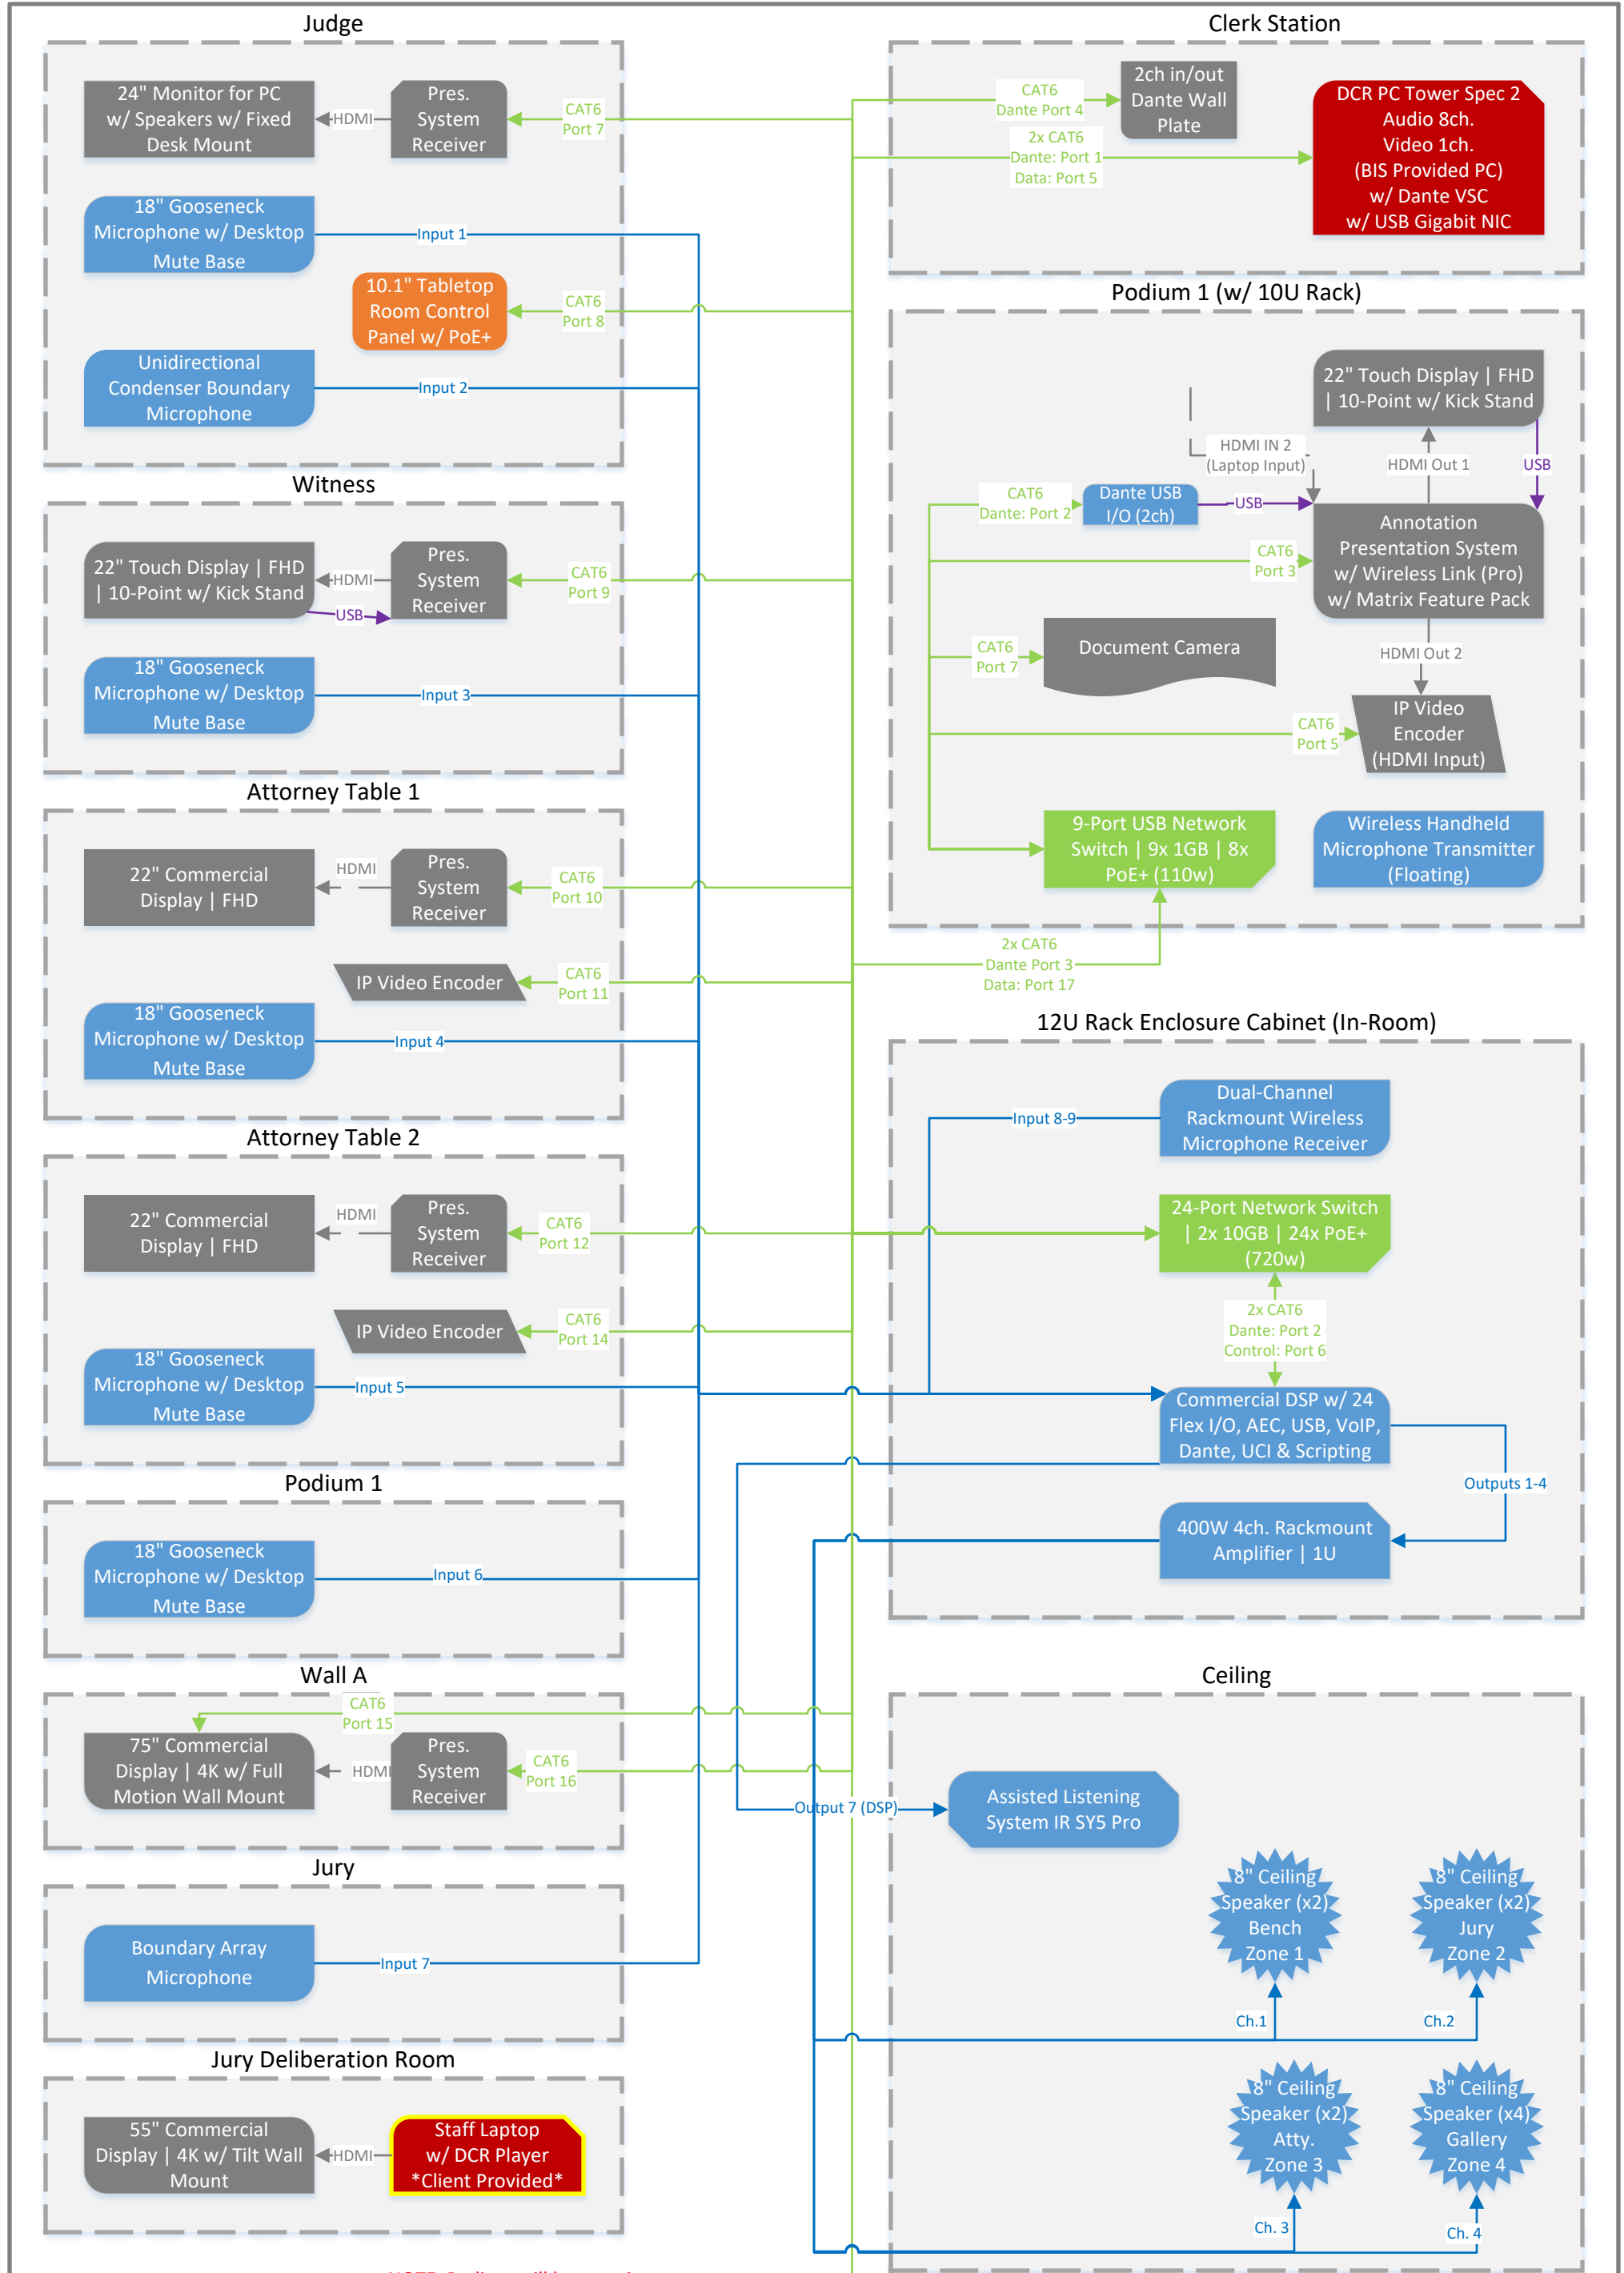 Judge
24" Monitor for PC
w/ Speakers w/ Fixed
Desk Mount
HDMI
Pres.
System
Receiver
CAT6
Port 7
18" Gooseneck
Microphone w/ Desktop
Mute Base
Input 1
10.1" Tabletop
Room Control
Panel w/ PoE+
CAT6
Port 8
Unidirectional
Condenser Boundary
Microphone
Input 2
Witness
22" Touch Display | FHD
| 10-Point w/ Kick Stand
HDMI
USB
Pres.
System
Receiver
CAT6
Port 9
18" Gooseneck
Microphone w/ Desktop
Mute Base
Input 3
Attorney Table 1
22" Commercial
Display | FHD
HDMI
Pres.
System
Receiver
CAT6
Port 10
IP Video Encoder
CAT6
Port 11
18" Gooseneck
Microphone w/ Desktop
Mute Base
Input 4
Attorney Table 2
22" Commercial
Display | FHD
HDMI
Pres.
System
Receiver
CAT6
Port 12
IP Video Encoder
CAT6
Port 14
18" Gooseneck
Microphone w/ Desktop
Mute Base
Input 5
Podium 1
18" Gooseneck
Microphone w/ Desktop
Mute Base
Input 6
Wall A
CAT6
Port 15
75" Commercial
Display | 4K w/ Full
Motion Wall Mount
HDMI
Pres.
System
Receiver
CAT6
Port 16
Jury
Boundary Array
Microphone
Input 7
Jury Deliberation Room
55" Commercial
Display | 4K w/ Tilt Wall
Mount
HDMI
Staff Laptop
w/ DCR Player
*Client Provided*
Clerk Station
CAT6
Dante Port 4
2ch in/out
Dante Wall
Plate
2x CAT6
Dante: Port 1
Data: Port 5
DCR PC Tower Spec 2
Audio 8ch.
Video 1ch.
(BIS Provided PC)
w/ Dante VSC
w/ USB Gigabit NIC
Podium 1 (w/ 10U Rack)
22" Touch Display | FHD
| 10-Point w/ Kick Stand
HDMI IN 2
(Laptop Input)
HDMI Out 1
USB
CAT6
Dante: Port 2
Dante USB
I/O (2ch)
USB
Annotation
Presentation System
w/ Wireless Link (Pro)
w/ Matrix Feature Pack
CAT6
Port 3
CAT6
Port 7
Document Camera
HDMI Out 2
CAT6
Port 5
IP Video
Encoder
(HDMI Input)
9-Port USB Network
Switch | 9x 1GB | 8x
PoE+ (110w)
Wireless Handheld
Microphone Transmitter
(Floating)
2x CAT6
Dante Port 3
Data: Port 17
12U Rack Enclosure Cabinet (In-Room)
Input 8-9
Dual-Channel
Rackmount Wireless
Microphone Receiver
24-Port Network Switch
| 2x 10GB | 24x PoE+
(720w)
2x CAT6
Dante: Port 2
Control: Port 6
Commercial DSP w/ 24
Flex I/O, AEC, USB, VoIP,
Dante, UCI & Scripting
Outputs 1-4
400W 4ch. Rackmount
Amplifier | 1U
Ceiling
Output 7 (DSP)
Assisted Listening
System IR SY5 Pro
8" Ceiling
Speaker (x2)
Bench
Zone 1
8" Ceiling
Speaker (x2)
Jury
Zone 2
Ch.1
Ch.2
8" Ceiling
Speaker (x2)
Atty.
Zone 3
8" Ceiling
Speaker (x4)
Gallery
Zone 4
Ch. 3
Ch. 4